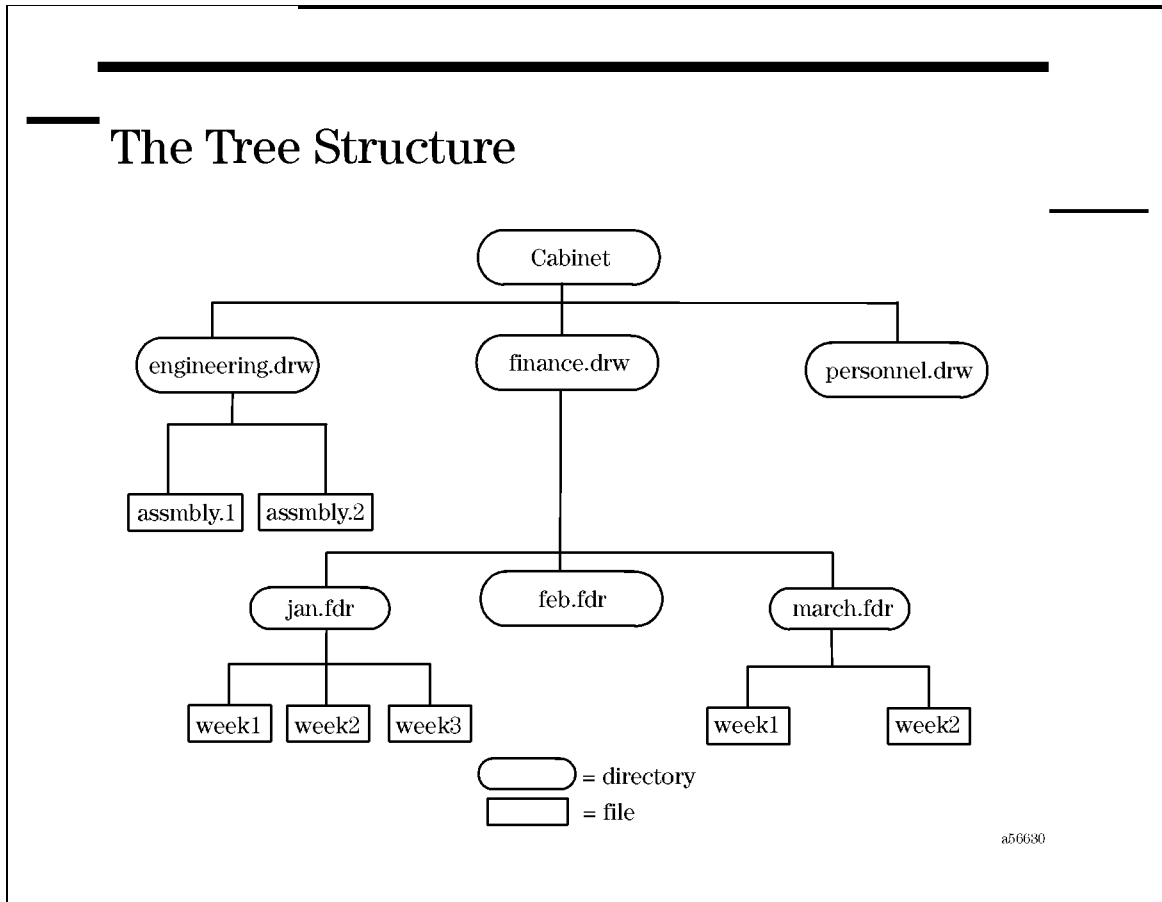 The Tree Structure
Cabinet
engineering.drw
finance.drw
personnel.drw
assmbly.1
assmbly.2
jan.fdr
feb.fdr
march.fdr
week1
week2
week3
week1
week2
= directory
= file
a56630